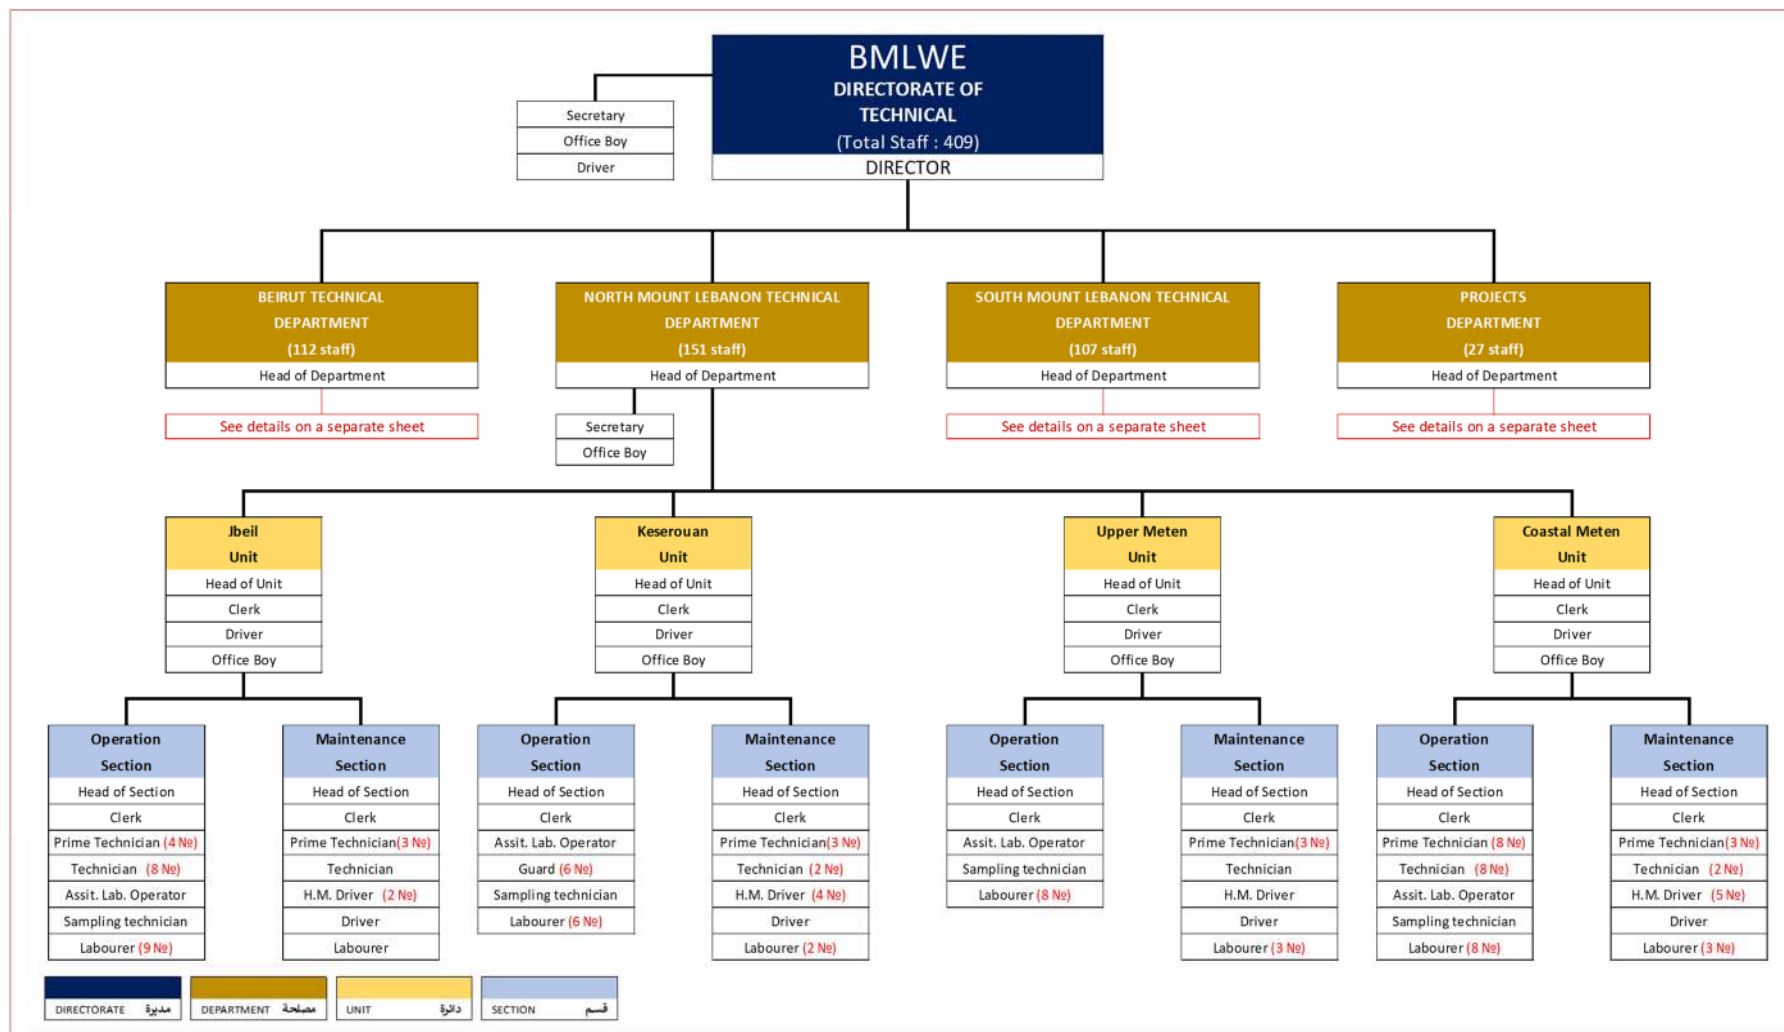 BMLWE
DIRECTORATE OF
TECHNICAL
(Total Staff : 409)
DIRECTOR
Secretary
Office Boy
Driver
BEIRUT TECHNICAL
DEPARTMENT
(112 staff)
Head of Department
See details on a separate sheet
NORTH MOUNT LEBANON TECHNICAL
DEPARTMENT
(151 staff)
Head of Department
Secretary
Office Boy
SOUTH MOUNT LEBANON TECHNICAL
DEPARTMENT
(107 staff)
Head of Department
See details on a separate sheet
PROJECTS
DEPARTMENT
(27 staff)
Head of Department
See details on a separate sheet
Jbeil
Unit
Head of Unit
Clerk
Driver
Office Boy
Keserouan
Unit
Head of Unit
Clerk
Driver
Office Boy
Upper Meten
Unit
Head of Unit
Clerk
Driver
Office Boy
Coastal Meten
Unit
Head of Unit
Clerk
Driver
Office Boy
Operation
Section
Head of Section
Clerk
Prime Technician (4 №)
Technician (8 №)
Assit. Lab. Operator
Sampling technician
Labourer (9 №)
Maintenance
Section
Head of Section
Clerk
Prime Technician(3 №)
Technician
H.M. Driver (2 №)
Driver
Labourer
Operation
Section
Head of Section
Clerk
Assit. Lab. Operator
Guard (6 №)
Sampling technician
Labourer (6 №)
Maintenance
Section
Head of Section
Clerk
Prime Technician(3 №)
Technician (2 №)
H.M. Driver (4 №)
Driver
Labourer (2 №)
Operation
Section
Head of Section
Clerk
Assit. Lab. Operator
Sampling technician
Labourer (8 №)
Maintenance
Section
Head of Section
Clerk
Prime Technician(3 №)
Technician
H.M. Driver
Driver
Labourer (3 №)
Operation
Section
Head of Section
Clerk
Prime Technician (8 №)
Technician (8 №)
Assit. Lab. Operator
Sampling technician
Labourer (8 №)
Maintenance
Section
Head of Section
Clerk
Prime Technician(3 №)
Technician (2 №)
H.M. Driver (5 №)
Driver
Labourer (3 №)
DIRECTORATE مديرة
DEPARTMENT مصلحة
UNIT دائرة
SECTION قسم